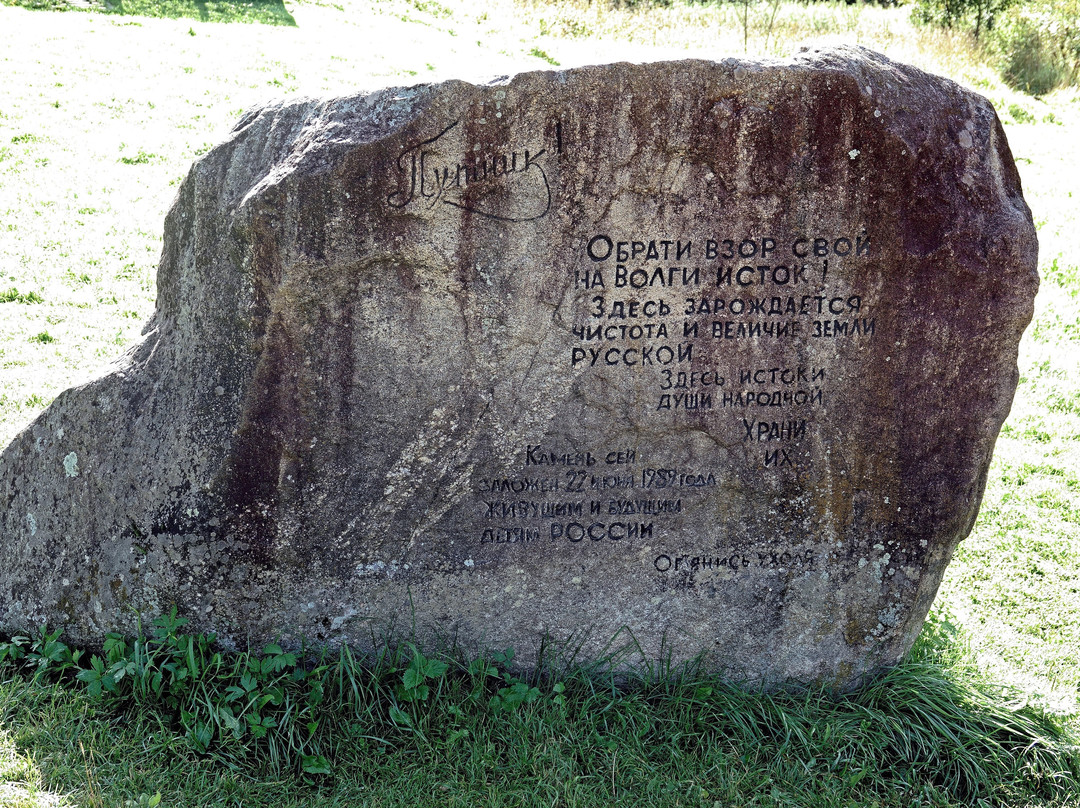 Путник!
ОБРАТИ ВЗОР СВОЙ
НА ВОЛГИ ИСТОК!
ЗДЕСЬ ЗАРОЖДАЕТСЯ
ЧИСТОТА И ВЕЛИЧИЕ ЗЕМЛИ
РУССКОЙ
ЗДЕСЬ ИСТОКИ
ДУШИ НАРОДНОЙ
ХРАНИ
ИХ
КАМЕНЬ СЕЙ
ЗАЛОЖЕН 22 ИЮНЯ 1989 ГОДА
ЖИВУЩИМ И БУДУЩИМ
ДЕТЯМ РОССИИ
ОГЛЯНИСЬ УХОДЯ